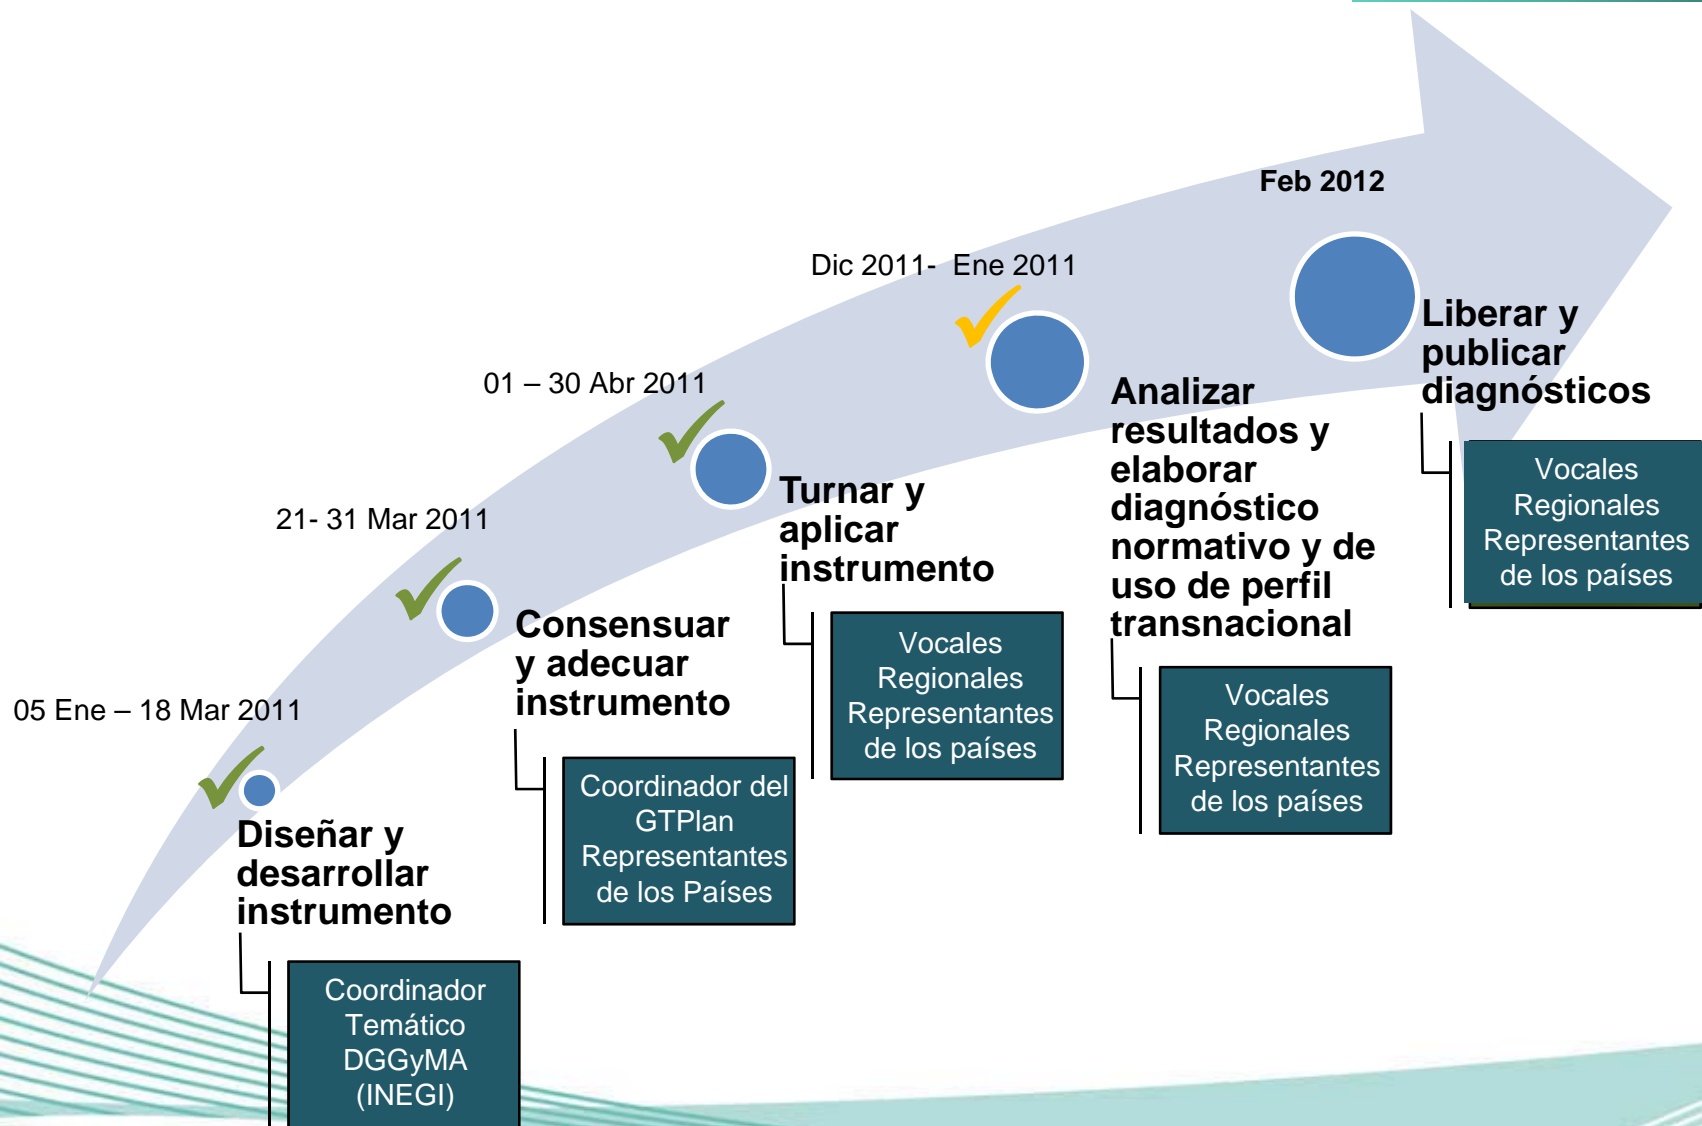 05 Ene – 18 Mar 2011
Diseñar y
desarrollar
instrumento
Coordinador
Temático
DGGyMA
(INEGI)
21- 31 Mar 2011
Consensuar
y adecuar
instrumento
Coordinador del
GTPlan
Representantes
de los Países
01 – 30 Abr 2011
Turnar y
aplicar
instrumento
Vocales
Regionales
Representantes
de los países
Dic 2011-  Ene 2011
Analizar
resultados y
elaborar
diagnóstico
normativo y de
uso de perfil
transnacional
Vocales
Regionales
Representantes
de los países
Feb 2012
Liberar y
publicar
diagnósticos
Vocales
Regionales
Representantes
de los países